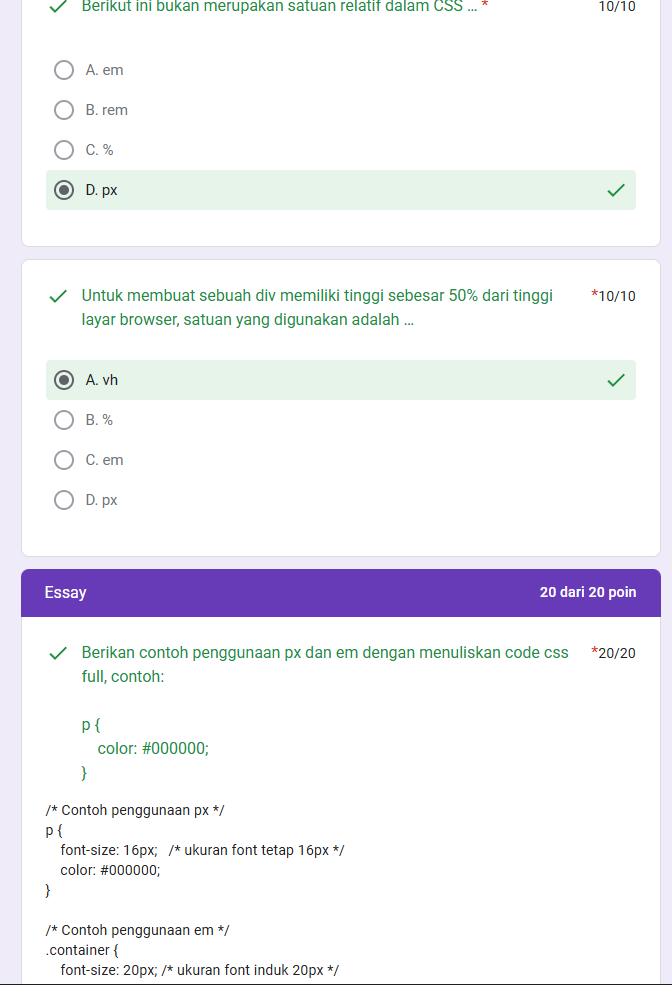 Berikut ini bukan merupakan satuan relatif dalam CSS ... * 10/10
A. em
B. rem
C. %
D. px
Untuk membuat sebuah div memiliki tinggi sebesar 50% dari tinggi *10/10
layar browser, satuan yang digunakan adalah ...
A. vh
B. %
C. em
D. px
Essay 20 dari 20 poin
Berikan contoh penggunaan px dan em dengan menuliskan code css *20/20
full, contoh:
p {
color: #000000;
}
/* Contoh penggunaan px */
p {
font-size: 16px; /* ukuran font tetap 16px */
color: #000000;
}
/* Contoh penggunaan em */
.container {
font-size: 20px; /* ukuran font induk 20px */